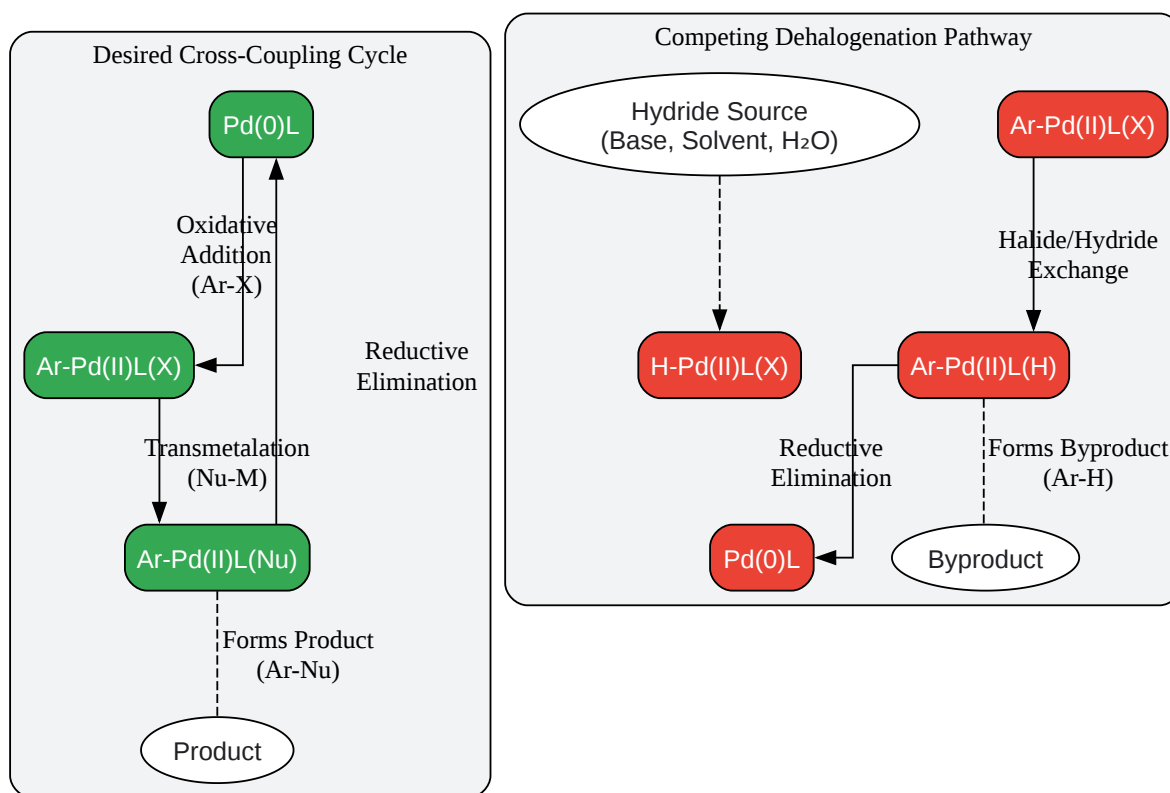 Desired Cross-Coupling Cycle
Pd(0)L
Oxidative
Addition
(Ar-X)
Ar-Pd(II)L(X)
Reductive
Elimination
Transmetalation
(Nu-M)
Ar-Pd(II)L(Nu)
Forms Product
(Ar-Nu)
Product
Competing Dehalogenation Pathway
Hydride Source
(Base, Solvent, H₂O)
Ar-Pd(II)L(X)
Halide/Hydride
Exchange
H-Pd(II)L(X)
Ar-Pd(II)L(H)
Reductive
Elimination
Forms Byproduct
(Ar-H)
Pd(0)L
Byproduct